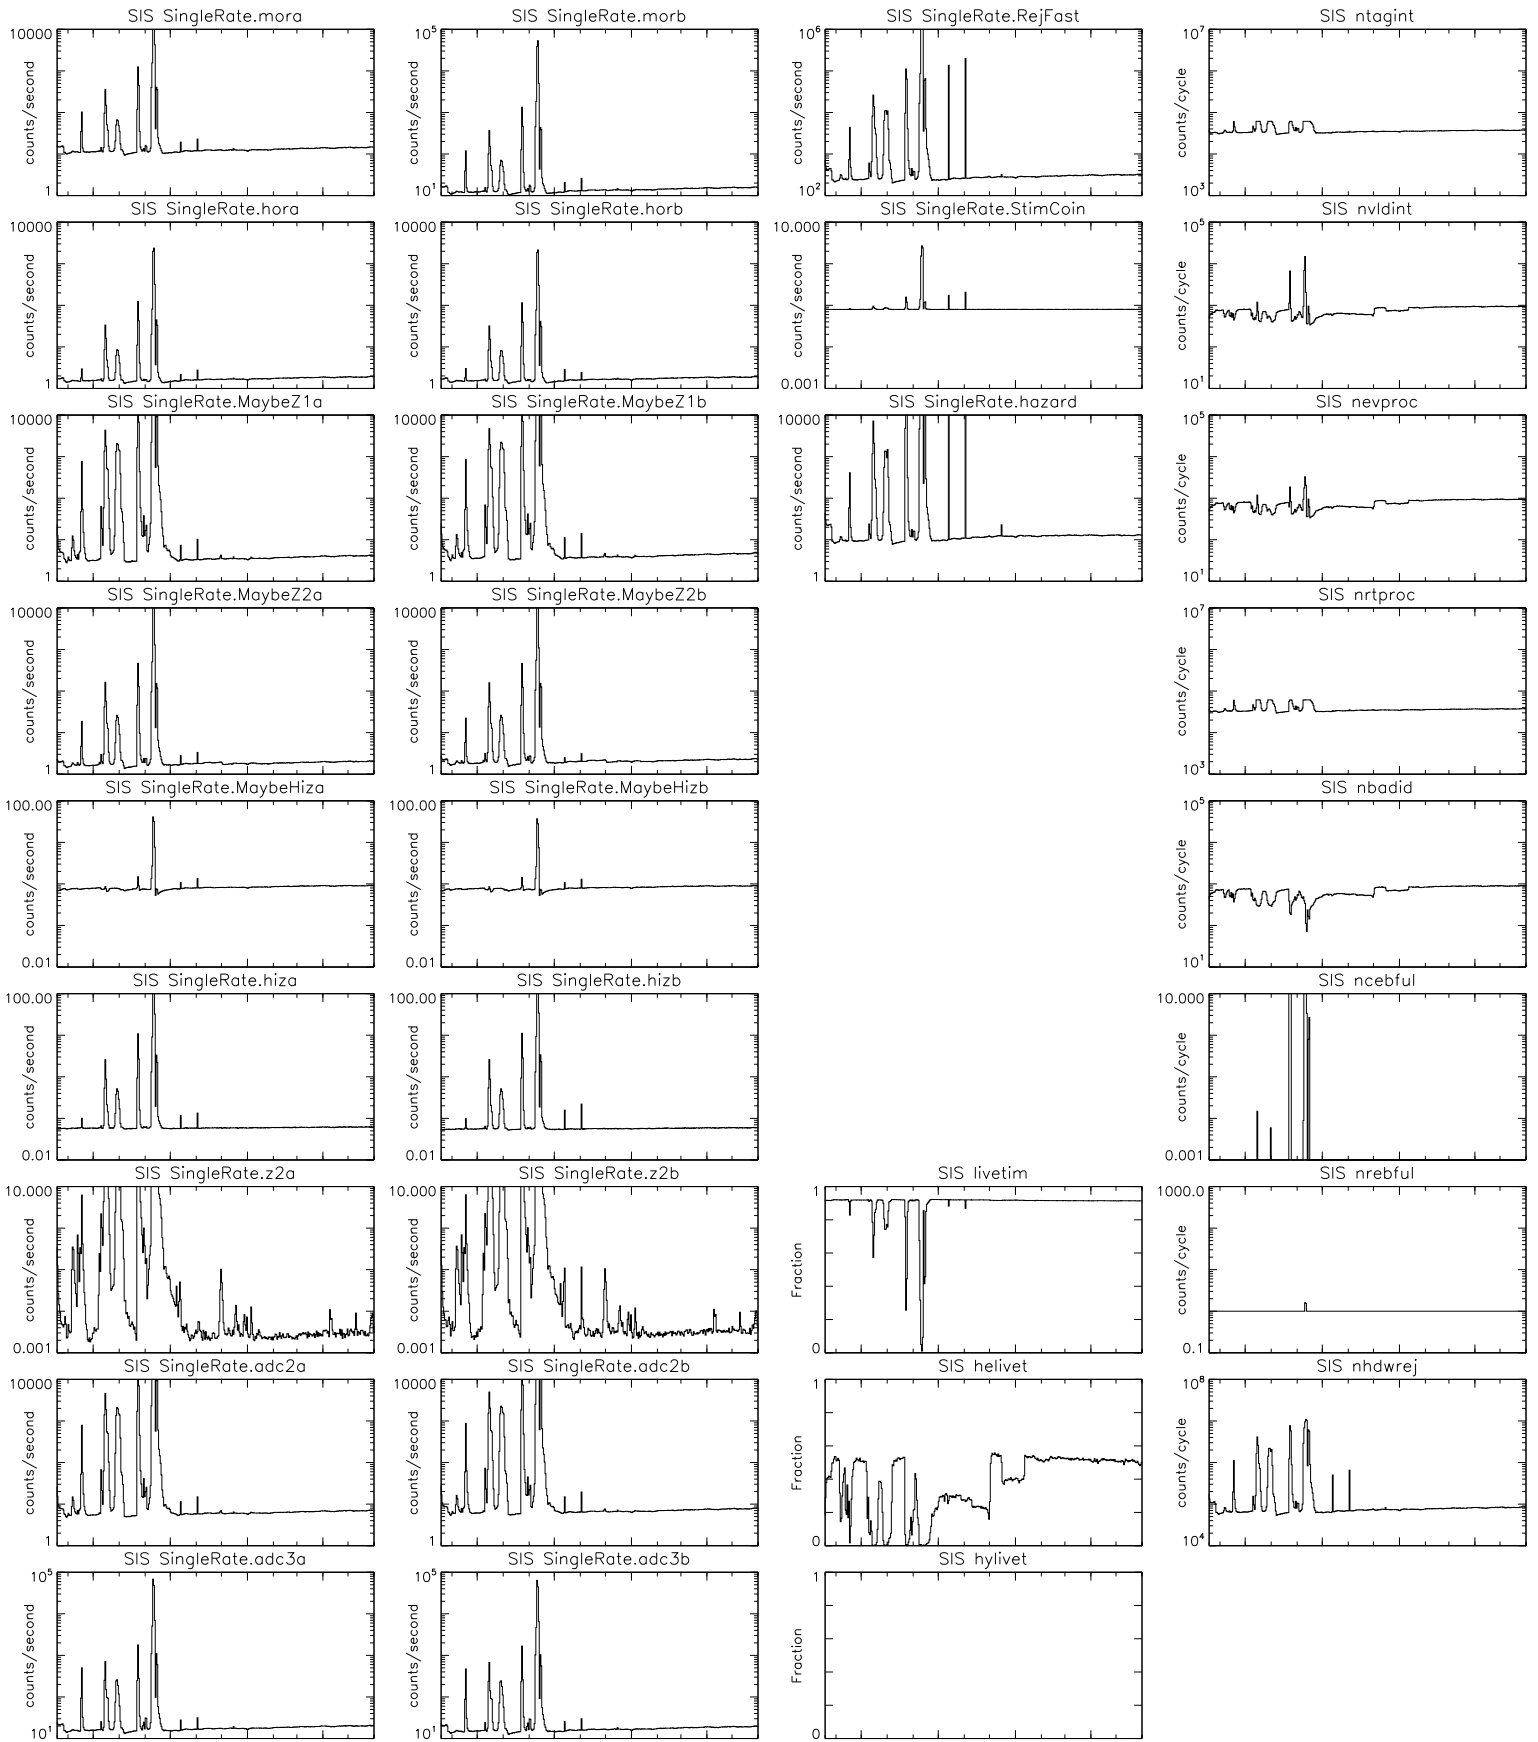 SIS SingleRate.mora SIS SingleRate.morb SIS SingleRate.RejFast SIS ntagint
10000 10^5 10^6 10^7
counts/second counts/second counts/second counts/cycle
1 10^1 10^2 10^3
SIS SingleRate.hora SIS SingleRate.horb SIS SingleRate.StimCoin SIS nvldint
10000 10000 10.000 10^5
counts/second counts/second counts/second counts/cycle
1 1 0.001 10^1
SIS SingleRate.MaybeZ1a SIS SingleRate.MaybeZ1b SIS SingleRate.hazard SIS nevproc
10000 10000 10000 10^5
counts/second counts/second counts/second counts/cycle
1 1 1 10^1
SIS SingleRate.MaybeZ2a SIS SingleRate.MaybeZ2b SIS nrtproc
10000 10000 10^7
counts/second counts/second counts/cycle
1 1 10^3
SIS SingleRate.MaybeHiza SIS SingleRate.MaybeHizb SIS nbadid
100.00 100.00 10^5
counts/second counts/second counts/cycle
0.01 0.01 10^1
SIS SingleRate.hiza SIS SingleRate.hizb SIS ncebful
100.00 100.00 10.000
counts/second counts/second counts/cycle
0.01 0.01 0.001
SIS SingleRate.z2a SIS SingleRate.z2b SIS livetim SIS nrebful
10.000 10.000 1 1000.0
counts/second counts/second Fraction counts/cycle
0.001 0.001 0 0.1
SIS SingleRate.adc2a SIS SingleRate.adc2b SIS helivet SIS nhdwrej
10000 10000 1 10^8
counts/second counts/second Fraction counts/cycle
1 1 0 10^4
SIS SingleRate.adc3a SIS SingleRate.adc3b SIS hylivet
10^5 10^5 1
counts/second counts/second Fraction
10^1 10^1 0